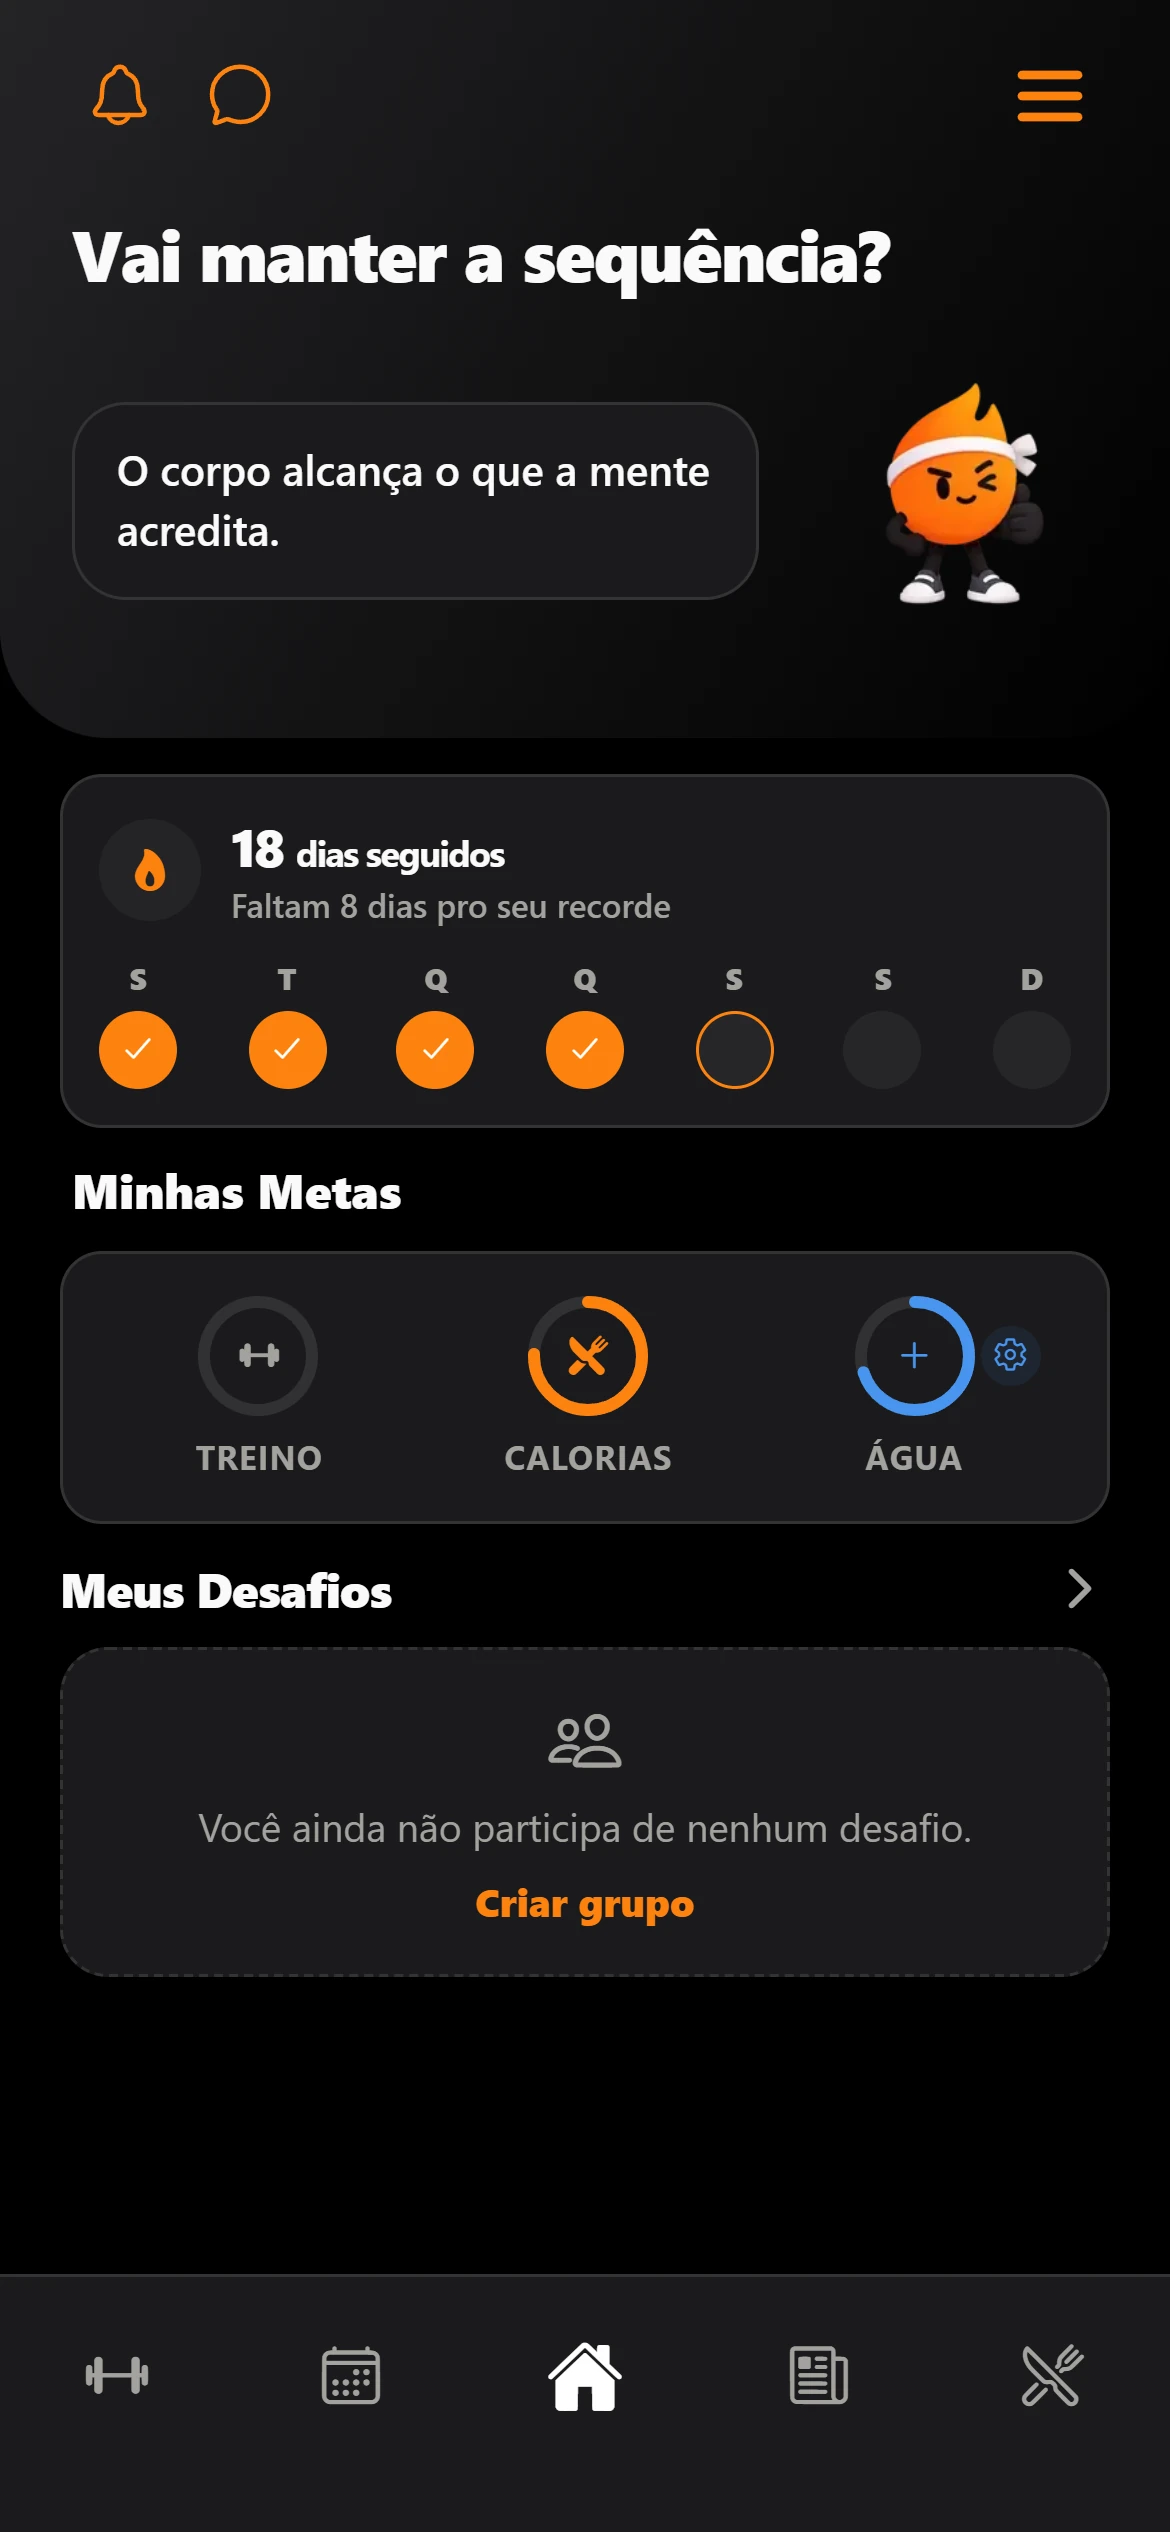 Vai manter a sequência?
O corpo alcança o que a mente
acredita.
18 dias seguidos
Faltam 8 dias pro seu recorde
S T Q Q S S D
Minhas Metas
TREINO CALORIAS ÁGUA
Meus Desafios
Você ainda não participa de nenhum desafio.
Criar grupo